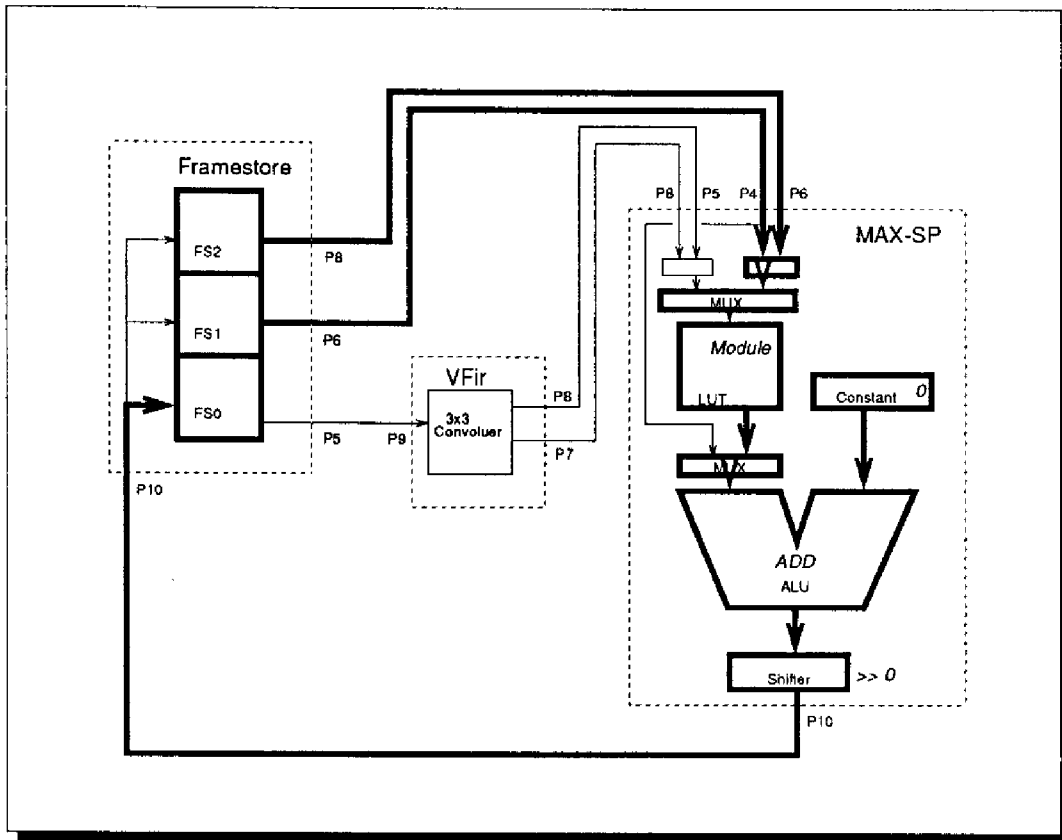 Framestore
FS2
P8
FS1
P6
FS0
P5
P9
P10
VFir
3x3
Convoluer
P8
P7
P8
P5
P4
P6
MAX-SP
MUX
Module
LUT
Constant
0
MUX
ADD
ALU
Shifter
>> 0
P10